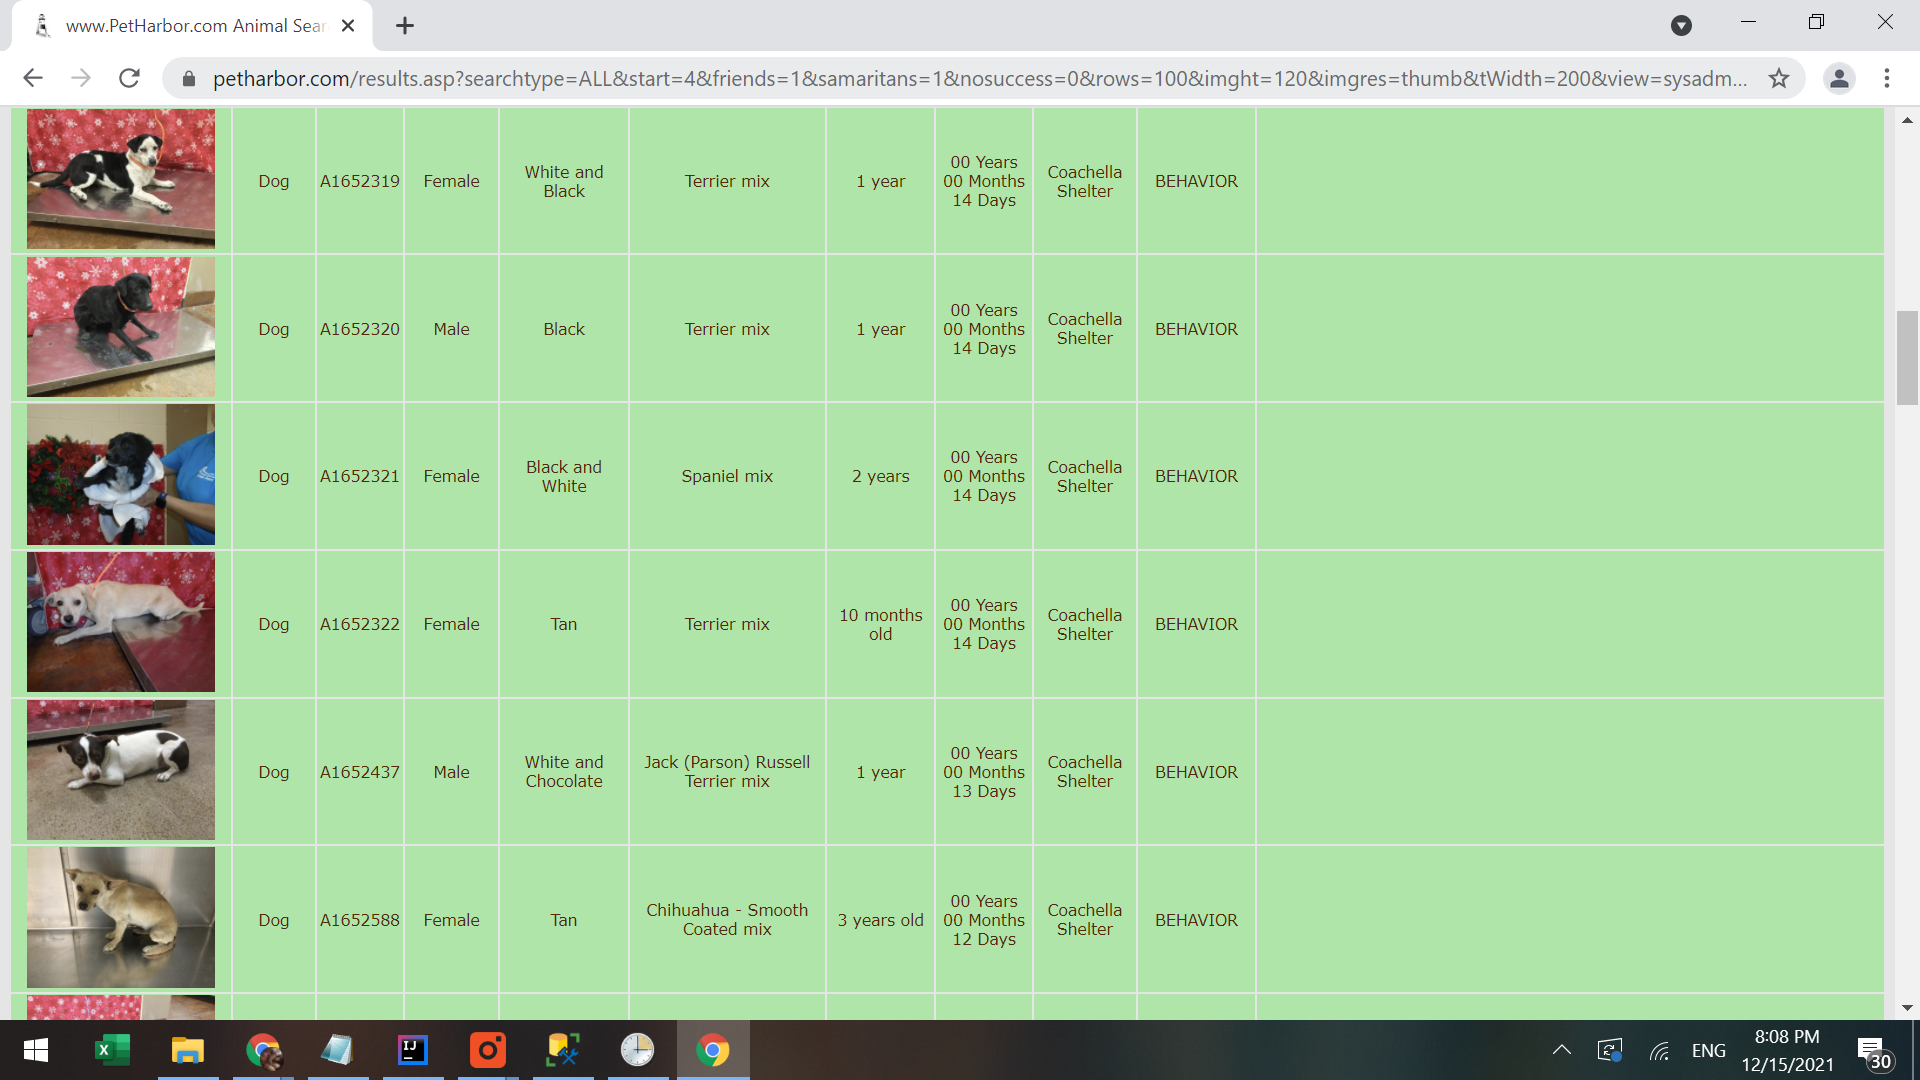 www.PetHarbor.com Animal Sear
petharbor.com/results.asp?searchtype=ALL&start=4&friends=1&samaritans=1&nosuccess=0&rows=100&imght=120&imgres=thumb&tWidth=200&view=sysadm...
Dog A1652319 Female White and Black Terrier mix 1 year 00 Years 00 Months 14 Days Coachella Shelter BEHAVIOR
Dog A1652320 Male Black Terrier mix 1 year 00 Years 00 Months 14 Days Coachella Shelter BEHAVIOR
Dog A1652321 Female Black and White Spaniel mix 2 years 00 Years 00 Months 14 Days Coachella Shelter BEHAVIOR
Dog A1652322 Female Tan Terrier mix 10 months old 00 Years 00 Months 14 Days Coachella Shelter BEHAVIOR
Dog A1652437 Male White and Chocolate Jack (Parson) Russell Terrier mix 1 year 00 Years 00 Months 13 Days Coachella Shelter BEHAVIOR
Dog A1652588 Female Tan Chihuahua - Smooth Coated mix 3 years old 00 Years 00 Months 12 Days Coachella Shelter BEHAVIOR
X
IJ
ENG
8:08 PM
12/15/2021
30